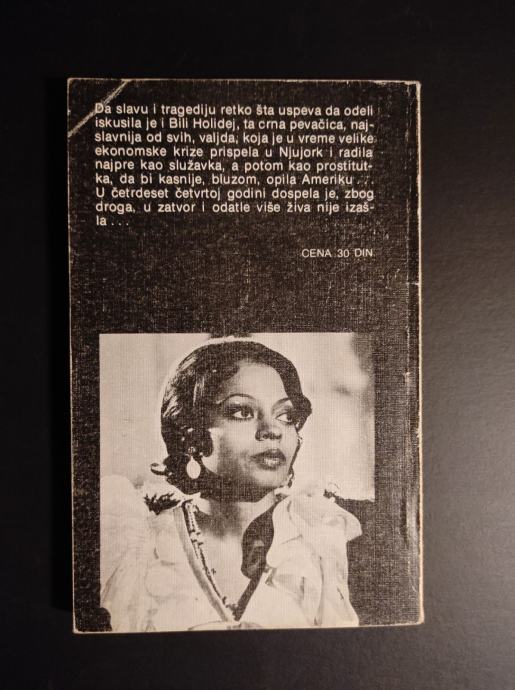 Da slavu i tragediju retko šta uspeva da odeli
iskusila je i Bili Holidej, ta crna pevačica, naj-
slavnija od svih, valjda, koja je u vreme velike
ekonomske krize prispela u Njujork i radila
najpre kao služavka, a potom kao prostitut-
ka, da bi kasnije, bluzom, opila Ameriku . . .
U četrdeset četvrtoj godini dospela je, zbog
droga, u zatvor i odatle više živa nije izaš-
la . . .
CENA 30 DIN.